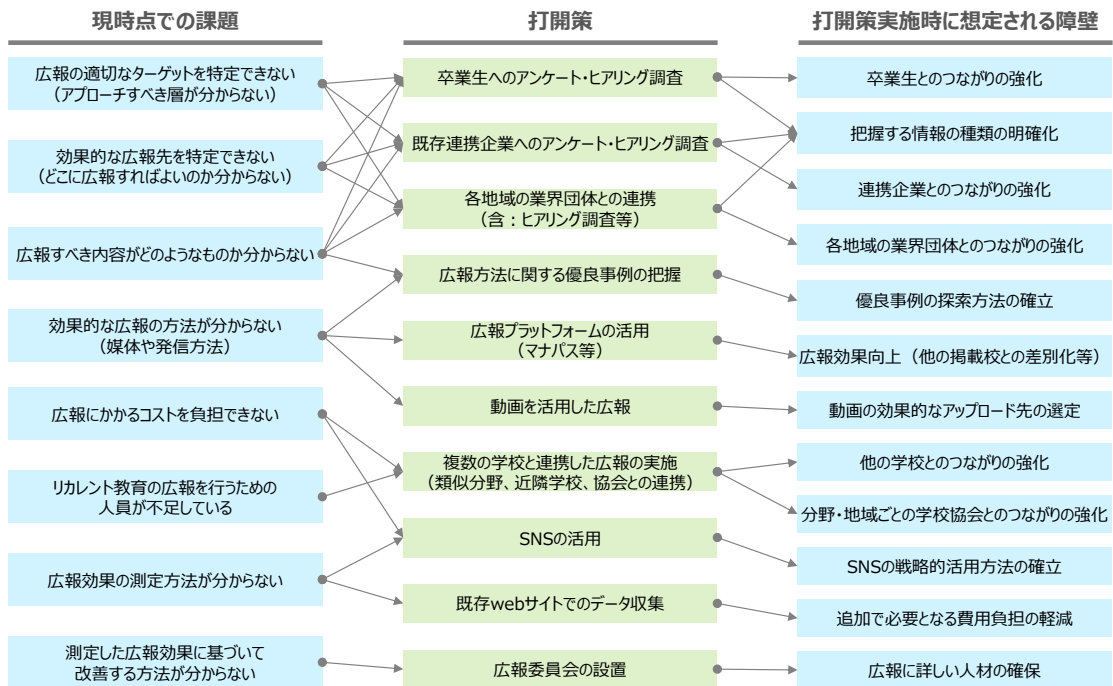 現時点での課題
打開策
打開策実施時に想定される障壁
広報の適切なターゲットを特定できない
(アプローチすべき層が分からない)
効果的な広報先を特定できない
(どこに広報すればよいのか分からない)
広報すべき内容がどのようなものか分からない
効果的な広報の方法が分からない
(媒体や発信方法)
広報にかかるコストを負担できない
リカレント教育の広報を行うための
人員が不足している
広報効果の測定方法が分からない
測定した広報効果に基づいて
改善する方法が分からない
卒業生へのアンケート・ヒアリング調査
既存連携企業へのアンケート・ヒアリング調査
各地域の業界団体との連携
(含:ヒアリング調査等)
広報方法に関する優良事例の把握
広報プラットフォームの活用
(マナパス等)
動画を活用した広報
複数の学校と連携した広報の実施
(類似分野、近隣学校、協会との連携)
SNSの活用
既存webサイトでのデータ収集
広報委員会の設置
卒業生とのつながりの強化
把握する情報の種類の明確化
連携企業とのつながりの強化
各地域の業界団体とのつながりの強化
優良事例の探索方法の確立
広報効果向上(他の掲載校との差別化等)
動画の効果的なアップロード先の選定
他の学校とのつながりの強化
分野・地域ごとの学校協会とのつながりの強化
SNSの戦略的活用方法の確立
追加で必要となる費用負担の軽減
広報に詳しい人材の確保